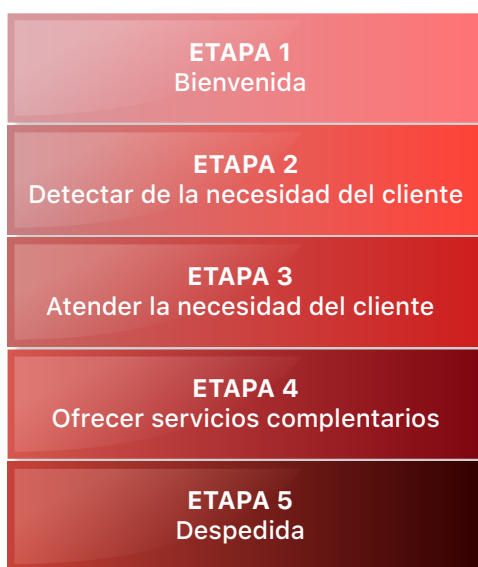 ETAPA 1
Bienvenida
ETAPA 2
Detectar de la necesidad del cliente
ETAPA 3
Atender la necesidad del cliente
ETAPA 4
Ofrecer servicios complentarios
ETAPA 5
Despedida